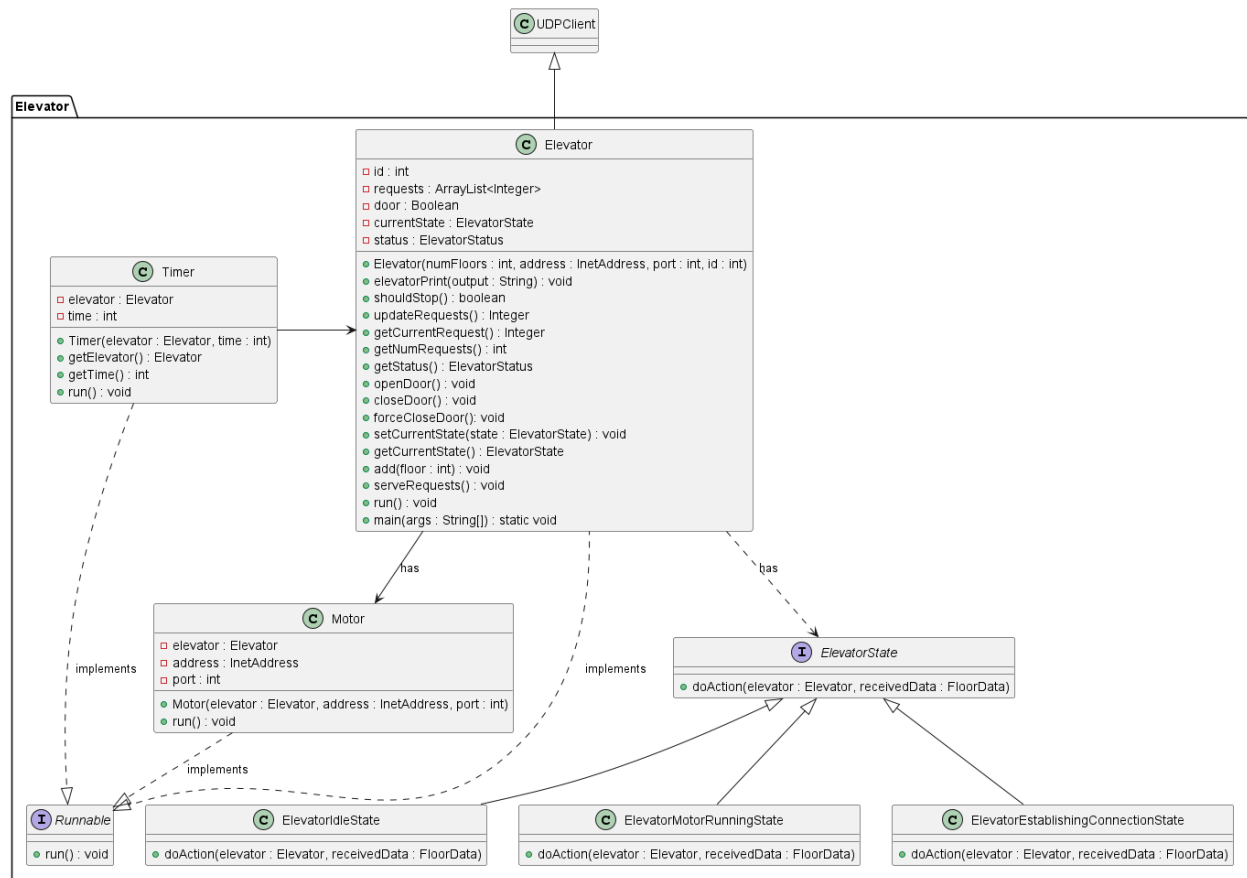 C UDPClient
Elevator
C Elevator
id : int
requests : ArrayList<Integer>
door : Boolean
currentState : ElevatorState
status : ElevatorStatus
Elevator(numFloors : int, address : InetAddress, port : int, id : int)
elevatorPrint(output : String) : void
shouldStop() : boolean
updateRequests() : Integer
getCurrentRequest() : Integer
getNumRequests() : int
getStatus() : ElevatorStatus
openDoor() : void
closeDoor() : void
forceCloseDoor(): void
setCurrentState(state : ElevatorState) : void
getCurrentState() : ElevatorState
add(floor : int) : void
serveRequests() : void
run() : void
main(args : String[]) : static void
C Timer
elevator : Elevator
time : int
Timer(elevator : Elevator, time : int)
getElevator() : Elevator
getTime() : int
run() : void
has
has
implements
implements
C Motor
elevator : Elevator
address : InetAddress
port : int
Motor(elevator : Elevator, address : InetAddress, port : int)
run() : void
I ElevatorState
doAction(elevator : Elevator, receivedData : FloorData)
implements
I Runnable
run() : void
C ElevatorIdleState
doAction(elevator : Elevator, receivedData : FloorData)
C ElevatorMotorRunningState
doAction(elevator : Elevator, receivedData : FloorData)
C ElevatorEstablishingConnectionState
doAction(elevator : Elevator, receivedData : FloorData)